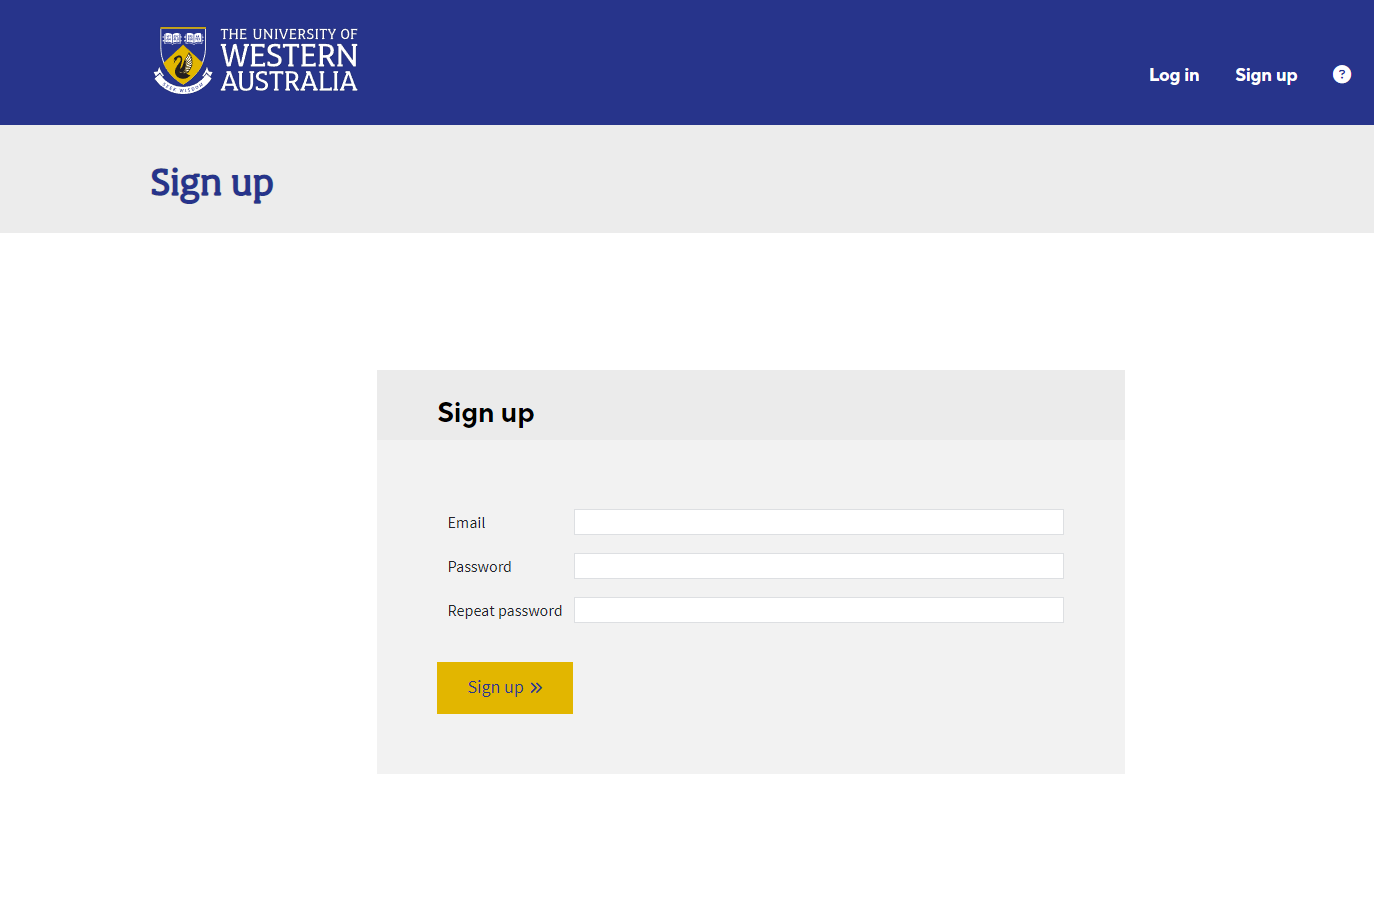 THE UNIVERSITY OF
WESTERN
AUSTRALIA
Log in
Sign up
?
Sign up
Sign up
Email
Password
Repeat password
Sign up »